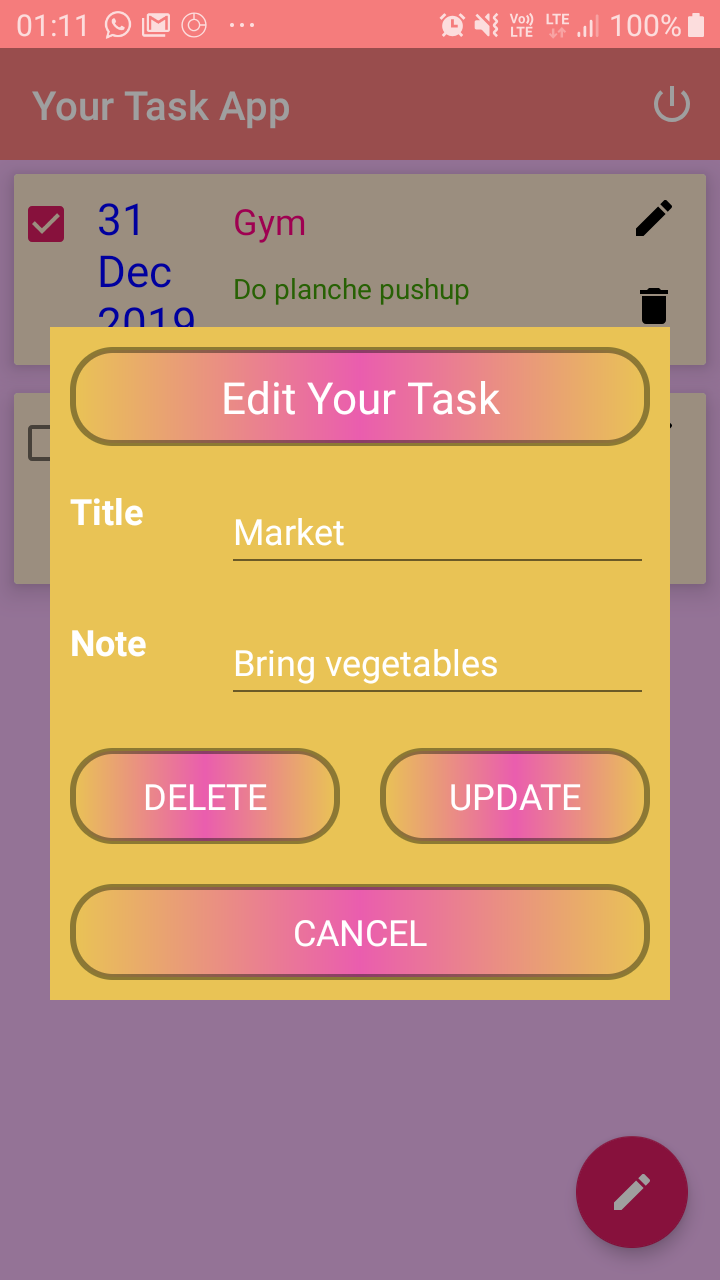 01:11 Vo)) LTE LTE 100%
Your Task App
31 Gym
Dec
Do planche pushup
2019
Edit Your Task
Title
Market
Note
Bring vegetables
DELETE UPDATE
CANCEL